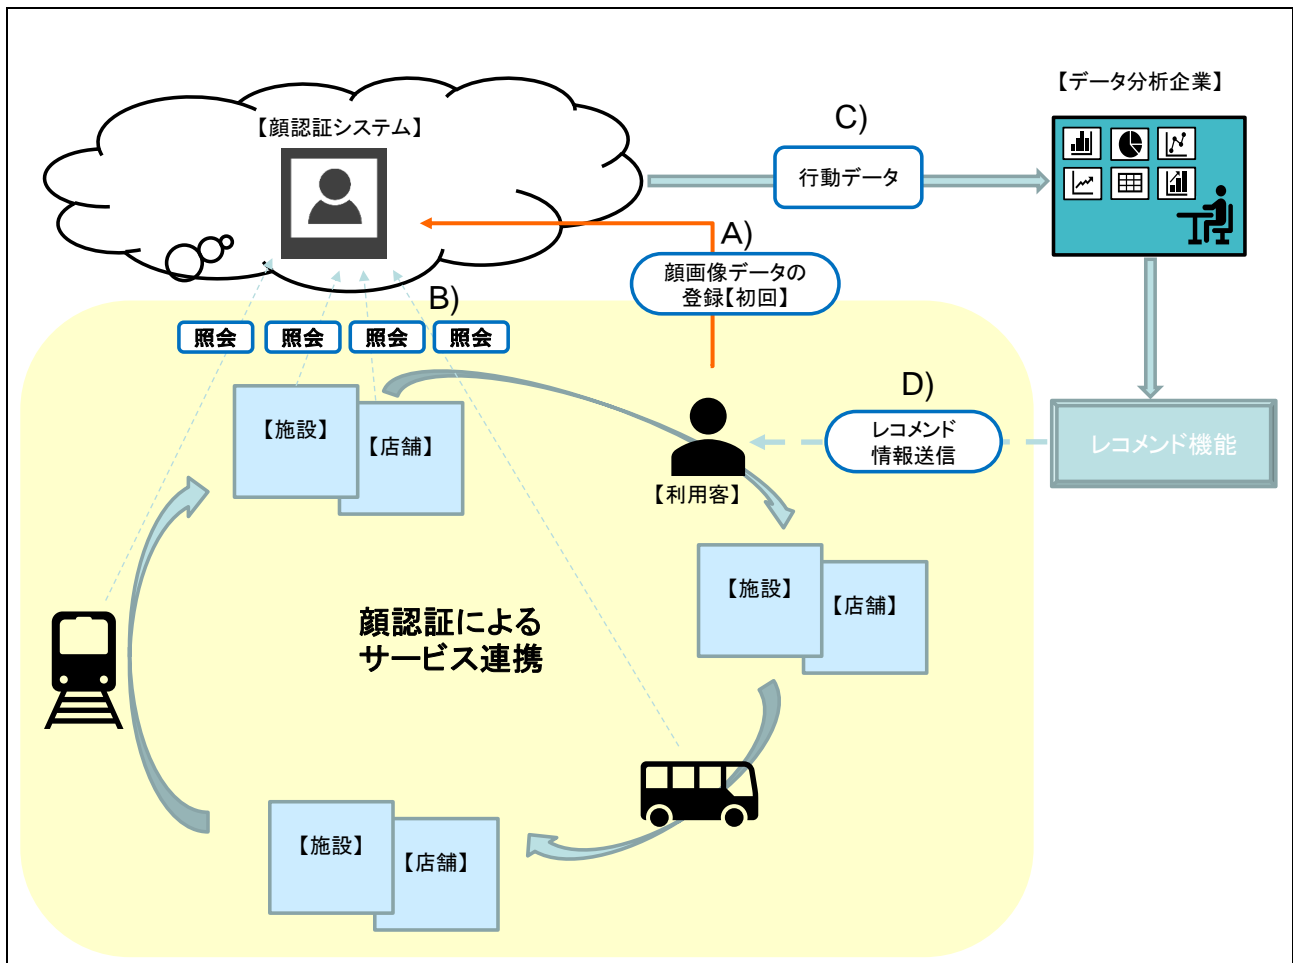 【データ分析企業】
【顔認証システム】
C)
行動データ
A)
顔画像データの
登録【初回】
B)
照会
照会
照会
照会
D)
レコメンド
情報送信
レコメンド機能
【施設】
【店舗】
【利用客】
【施設】
【店舗】
顔認証による
サービス連携
【施設】
【店舗】